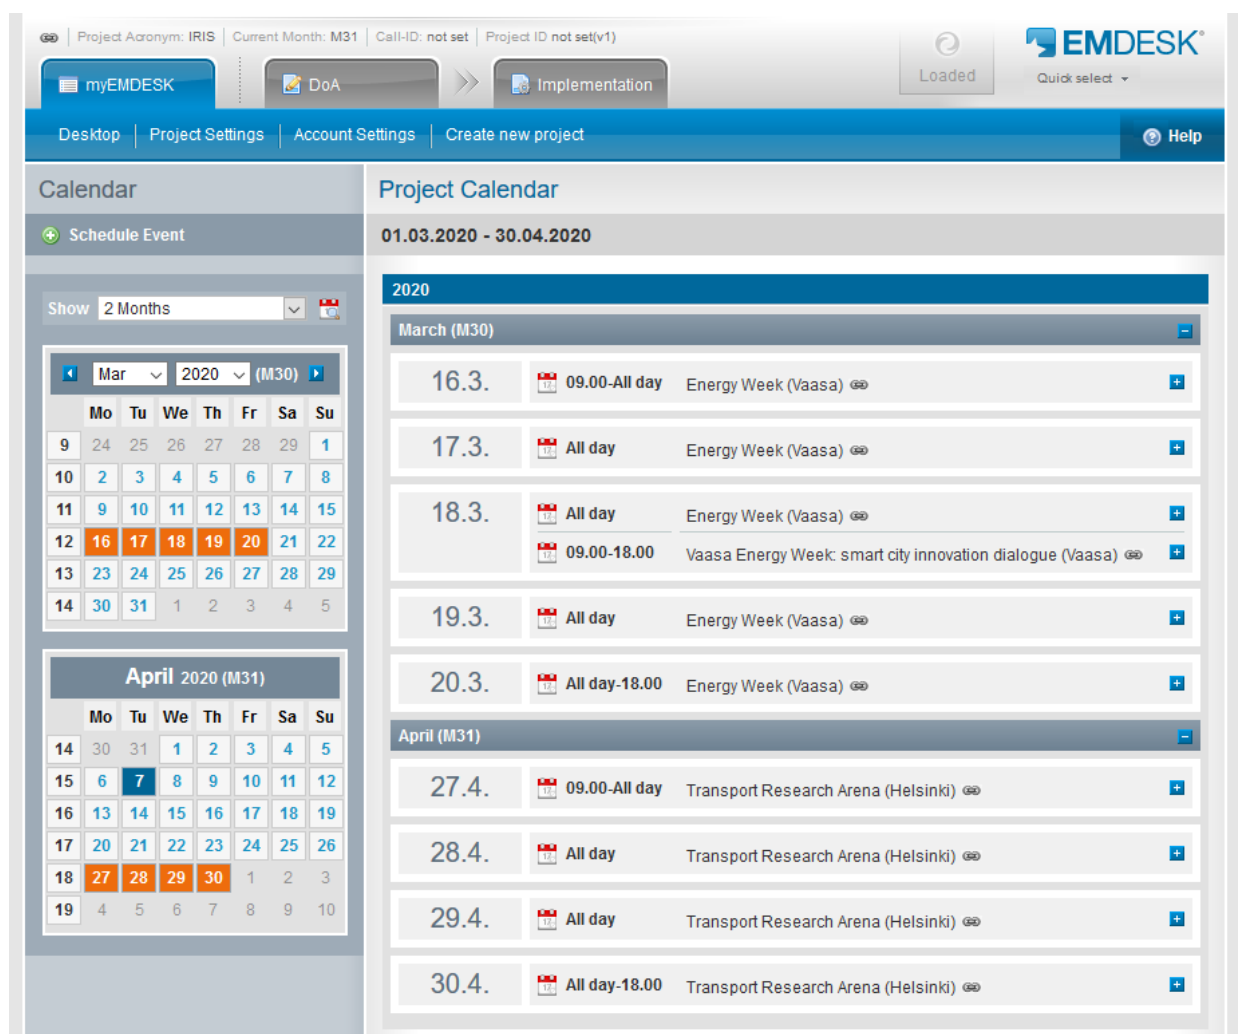 Project Acronym: IRIS | Current Month: M31 | Call-ID: not set | Project ID not set(v1)
EMDESK
Loaded
Quick select
myEMDESK
DoA
Implementation
Desktop | Project Settings | Account Settings | Create new project
Help
Calendar
Schedule Event
Show 2 Months
Mar 2020 (M30)
Mo Tu We Th Fr Sa Su
9 24 25 26 27 28 29 1
10 2 3 4 5 6 7 8
11 9 10 11 12 13 14 15
12 16 17 18 19 20 21 22
13 23 24 25 26 27 28 29
14 30 31 1 2 3 4 5
April 2020 (M31)
Mo Tu We Th Fr Sa Su
14 30 31 1 2 3 4 5
15 6 7 8 9 10 11 12
16 13 14 15 16 17 18 19
17 20 21 22 23 24 25 26
18 27 28 29 30 1 2 3
19 4 5 6 7 8 9 10
Project Calendar
01.03.2020 - 30.04.2020
2020
March (M30)
16.3. 09.00-All day Energy Week (Vaasa)
17.3. All day Energy Week (Vaasa)
18.3. All day Energy Week (Vaasa)
09.00-18.00 Vaasa Energy Week: smart city innovation dialogue (Vaasa)
19.3. All day Energy Week (Vaasa)
20.3. All day-18.00 Energy Week (Vaasa)
April (M31)
27.4. 09.00-All day Transport Research Arena (Helsinki)
28.4. All day Transport Research Arena (Helsinki)
29.4. All day Transport Research Arena (Helsinki)
30.4. All day-18.00 Transport Research Arena (Helsinki)